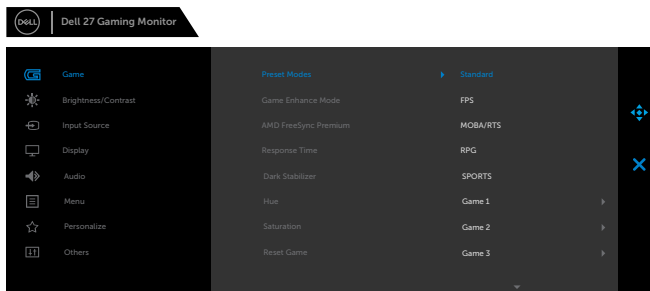 DELL
Dell 27 Gaming Monitor
Game
Preset Modes
Standard
Brightness/Contrast
Game Enhance Mode
FPS
Input Source
AMD FreeSync Premium
MOBA/RTS
Display
Response Time
RPG
Audio
Dark Stabilizer
SPORTS
Menu
Hue
Game 1
Personalize
Saturation
Game 2
Others
Reset Game
Game 3